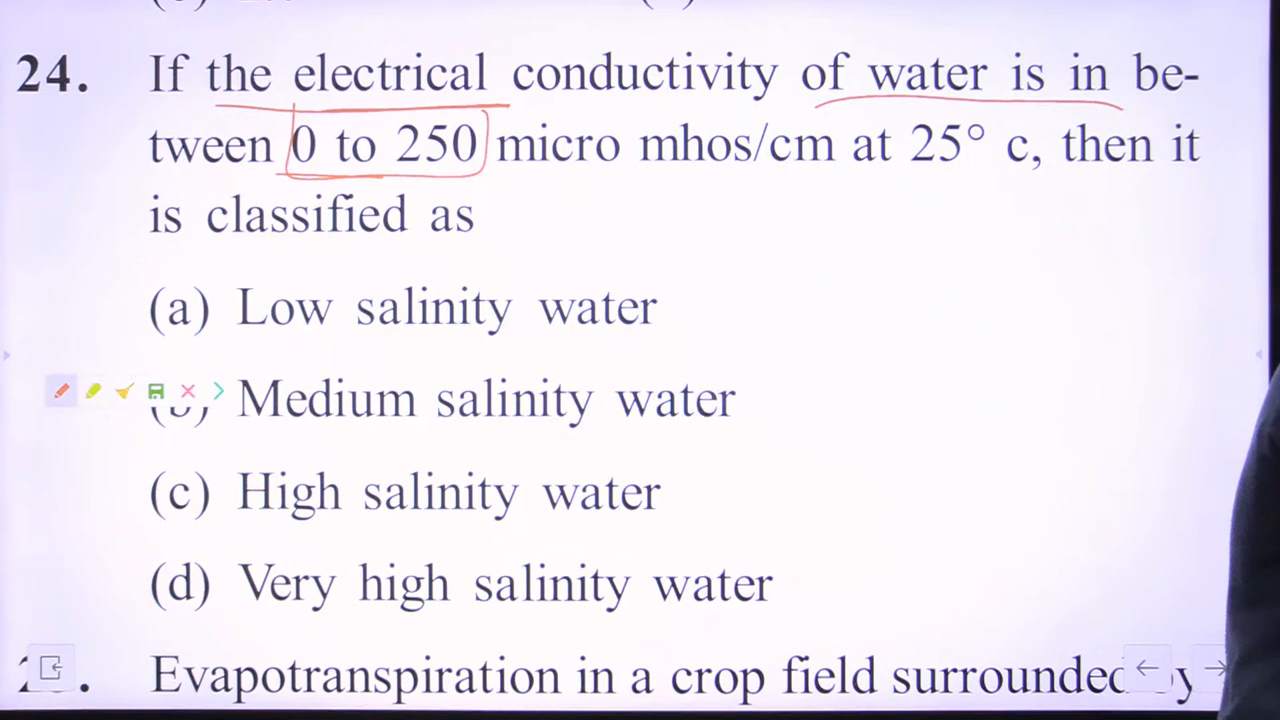 24. If the electrical conductivity of water is in be-
tween 0 to 250 micro mhos/cm at 25° c, then it
is classified as
(a) Low salinity water
Medium salinity water
(c) High salinity water
(d) Very high salinity water
Evapotranspiration in a crop field